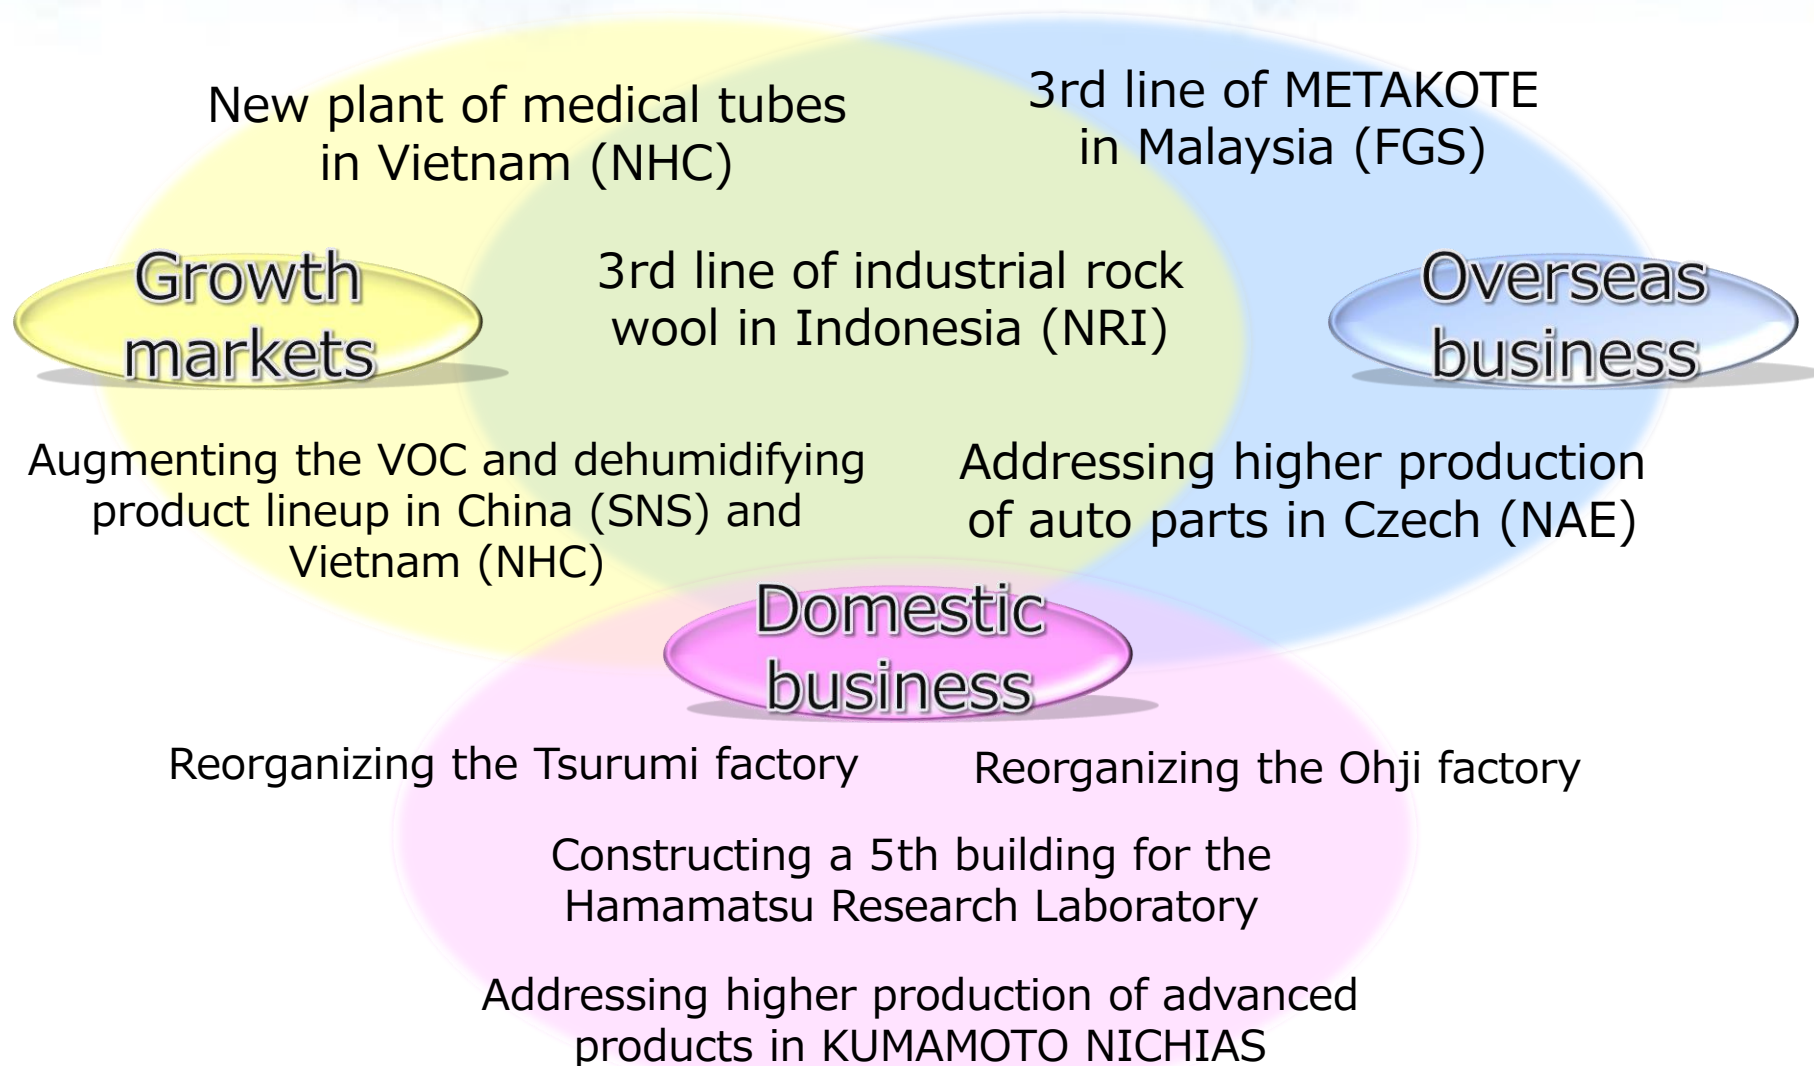 New plant of medical tubes
in Vietnam (NHC)
3rd line of METAKOTE
in Malaysia (FGS)
Growth
markets
3rd line of industrial rock
wool in Indonesia (NRI)
Overseas
business
Augmenting the VOC and dehumidifying
product lineup in China (SNS) and
Vietnam (NHC)
Addressing higher production
of auto parts in Czech (NAE)
Domestic
business
Reorganizing the Tsurumi factory
Reorganizing the Ohji factory
Constructing a 5th building for the
Hamamatsu Research Laboratory
Addressing higher production of advanced
products in KUMAMOTO NICHIAS